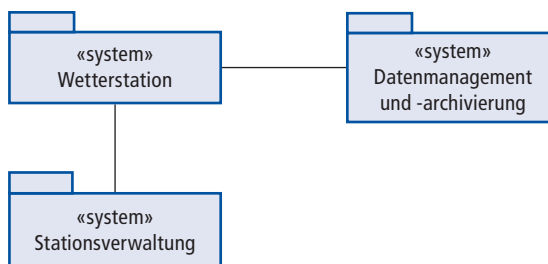 «system»
Wetterstation
«system»
Datenmanagement
und -archivierung
«system»
Stationsverwaltung